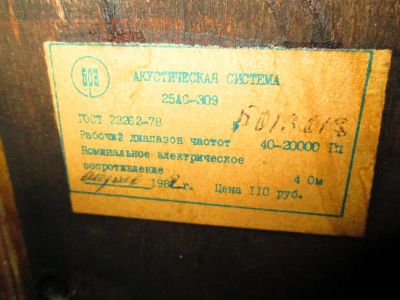 АКУСТИЧЕСКАЯ СИСТЕМА
25АС-309
ГОСТ 23262-78
Рабочий диапазон частот 40-20000 Гц
Номинальное электрическое
сопротивление 4 Ом
198 г. Цена 110 руб.